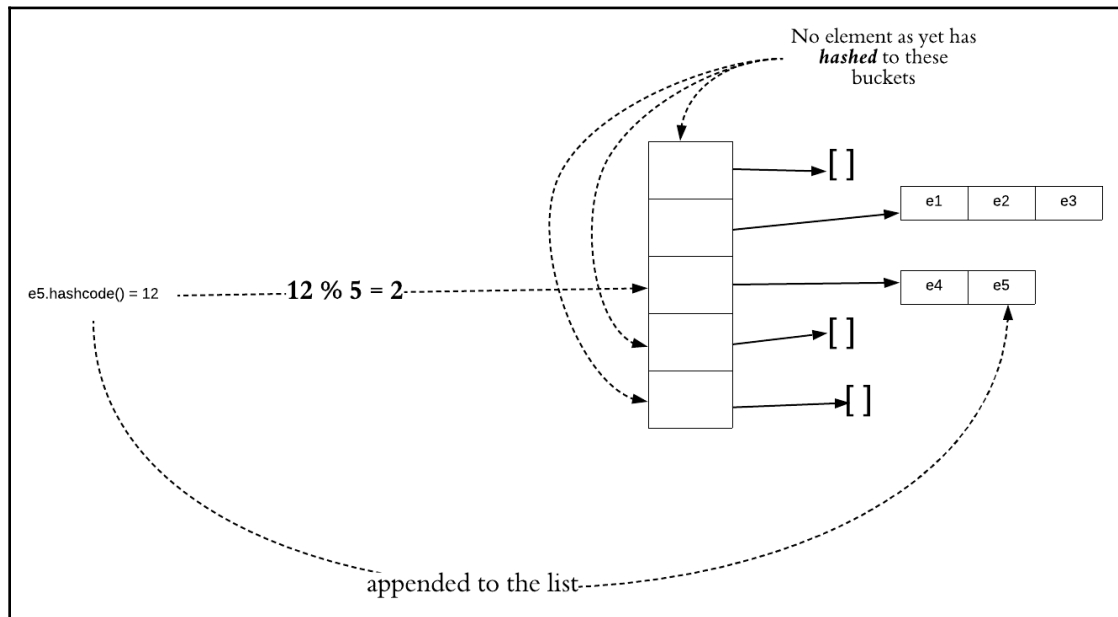 No element as yet has
hashed to these
buckets
[ ]
e1 e2 e3
e5.hashcode() = 12
12 % 5 = 2
e4 e5
[ ]
[ ]
appended to the list